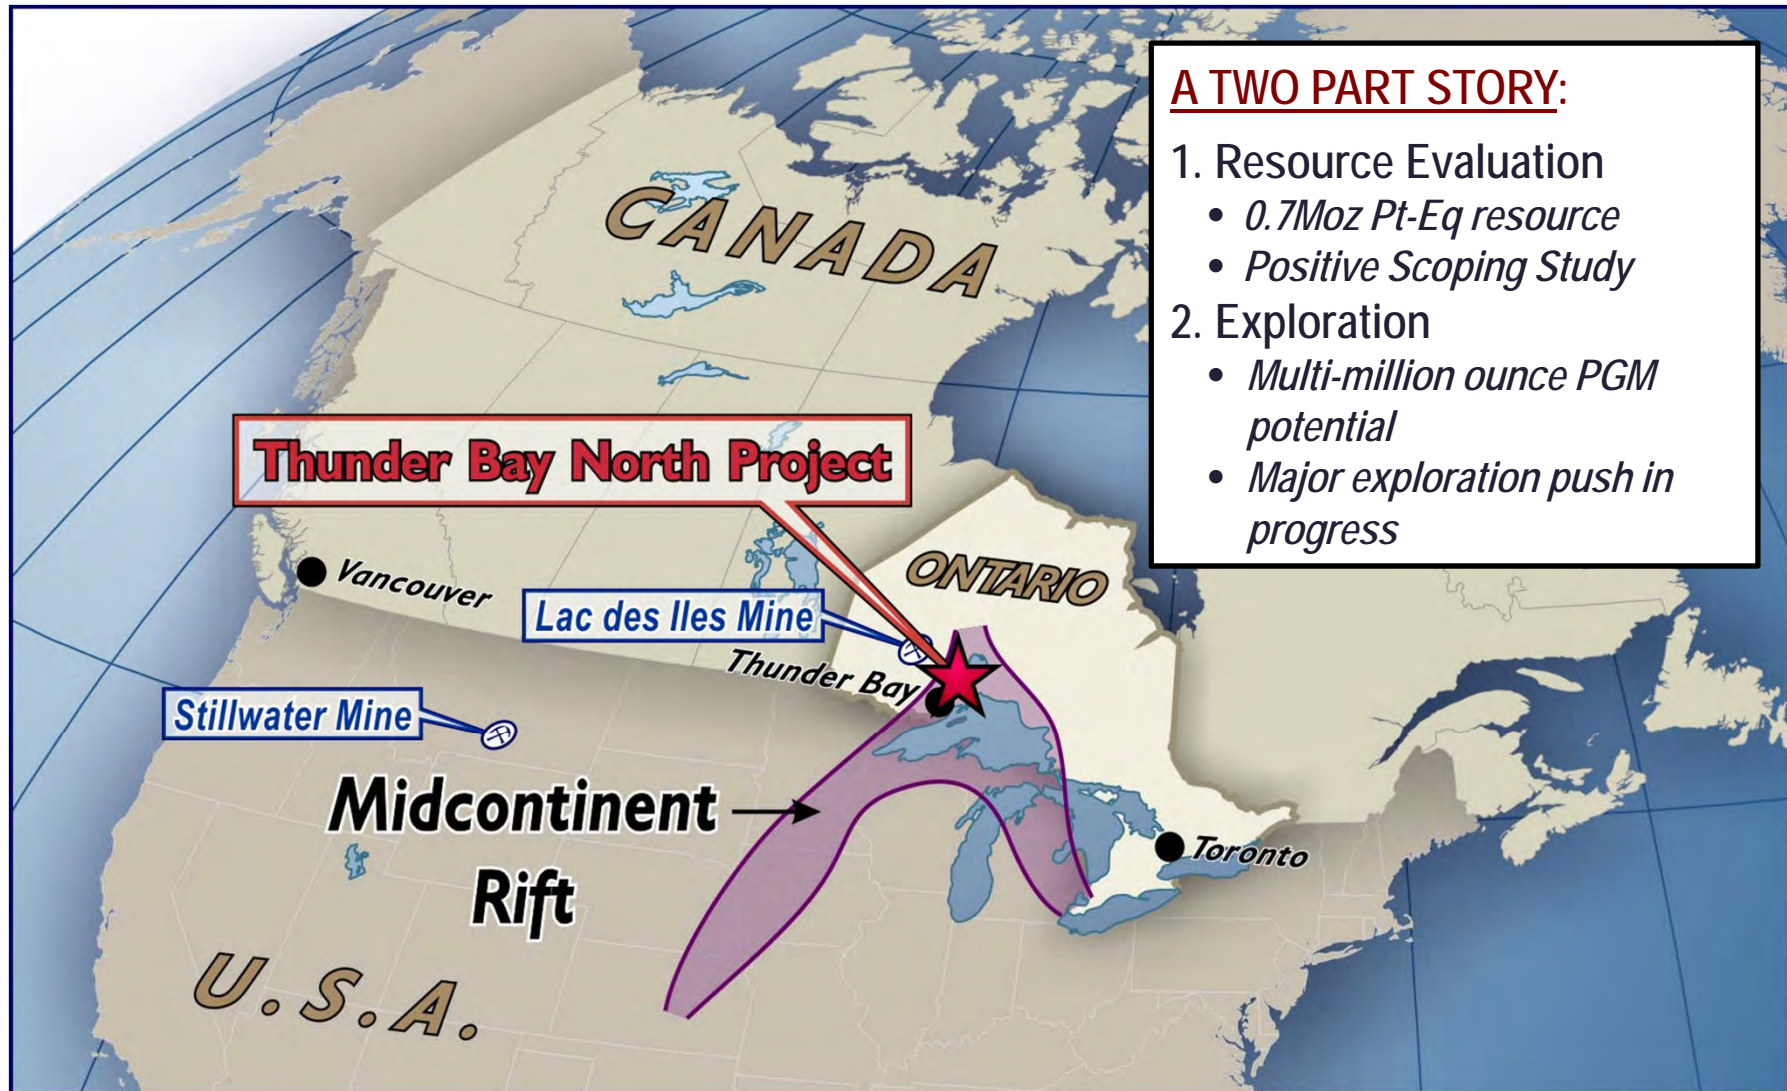 A TWO PART STORY:
1. Resource Evaluation
• 0.7Moz Pt-Eq resource
• Positive Scoping Study
2. Exploration
• Multi-million ounce PGM
potential
• Major exploration push in
progress
CANADA
Thunder Bay North Project
ONTARIO
Vancouver
Lac des Iles Mine
Thunder Bay
Stillwater Mine
Midcontinent
Rift
Toronto
U.S.A.